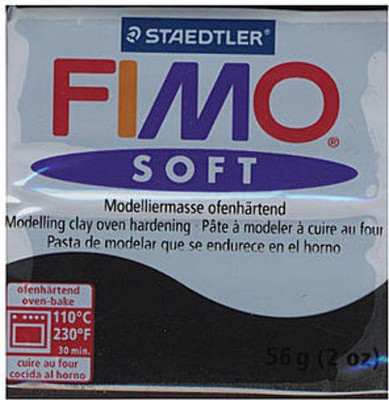 STAEDTLER®
FIMO®
SOFT
Modelliermasse ofenhärtend
Modelling clay oven hardening · Pâte à modeler à cuire au four
Pasta de modelar que se endurece en el horno
ofenhärtend
oven-bake
110°C
230°F
30 min.
cuire au four
cocida al horno
56 g (2 oz)